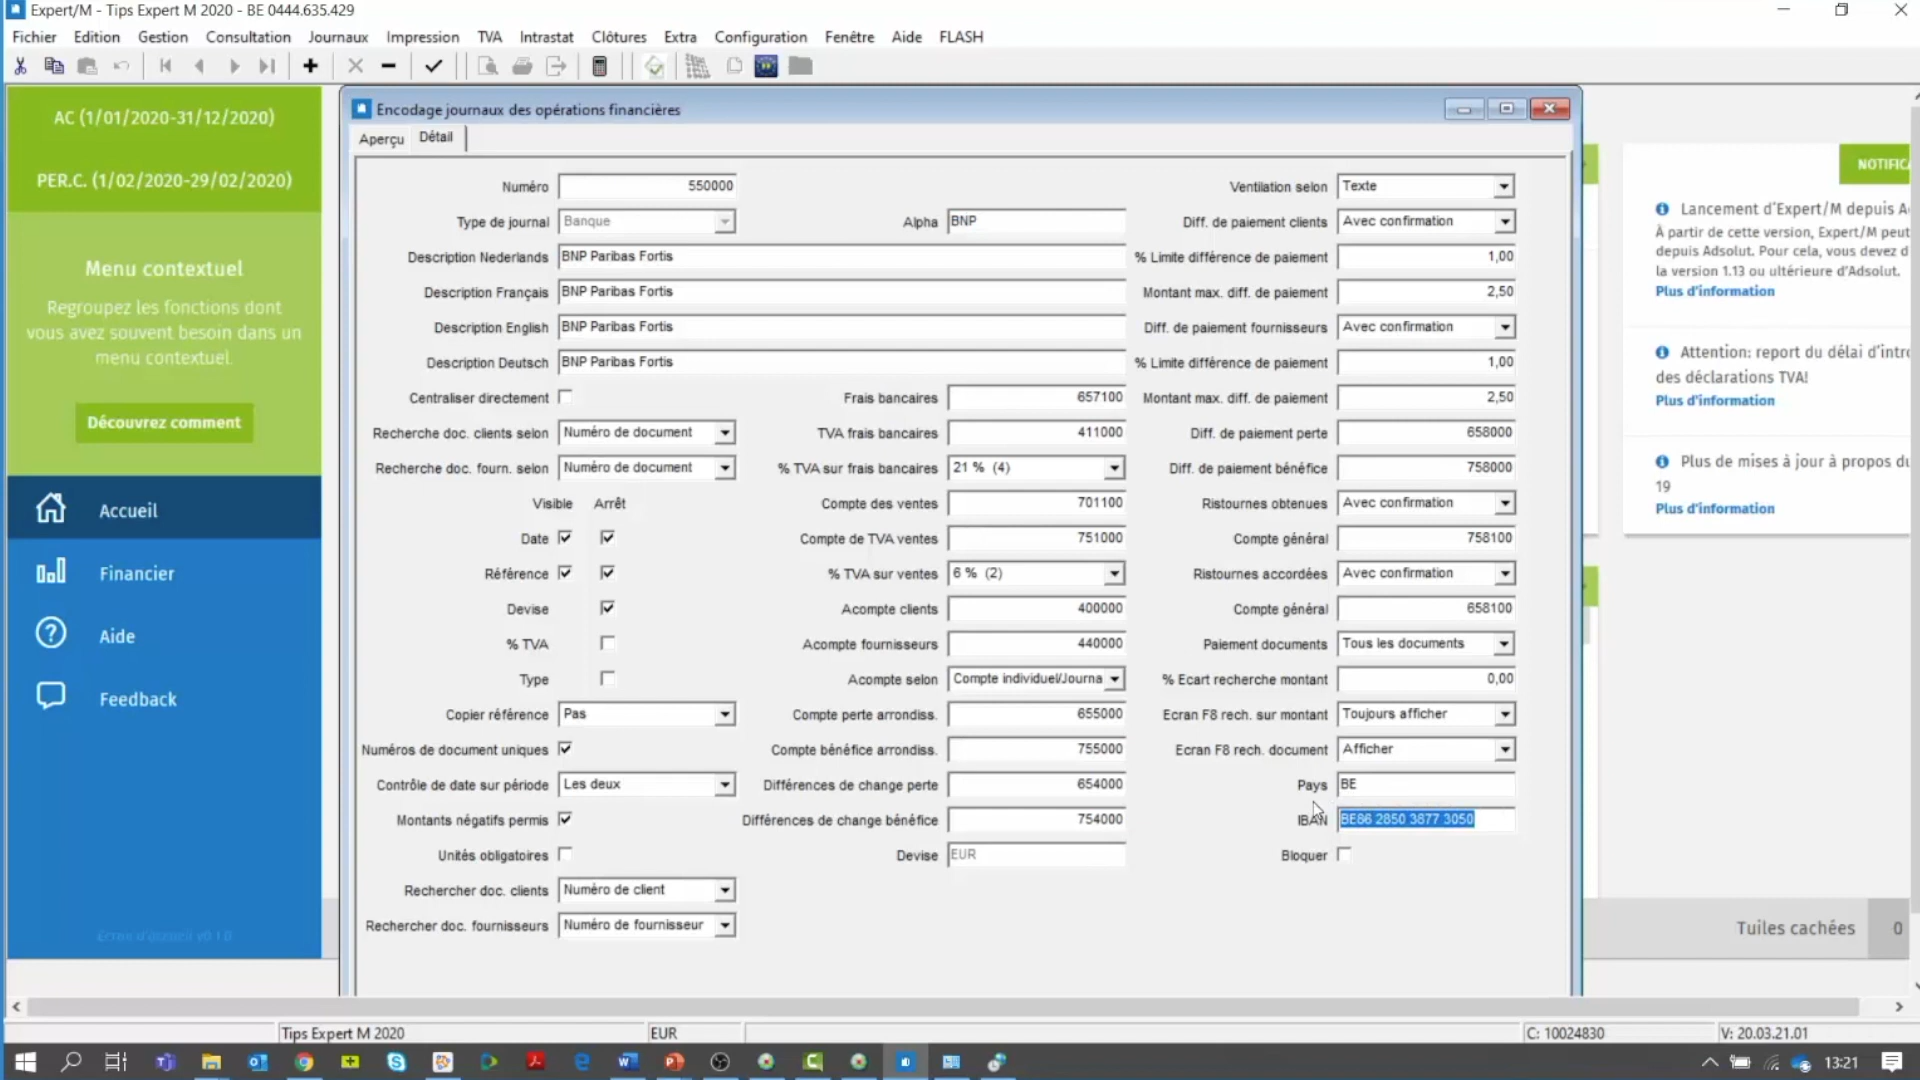 Expert/M - Tips Expert M 2020 - BE 0444.635.429
Fichier Edition Gestion Consultation Journaux Impression TVA Intrastat Clôtures Extra Configuration Fenêtre Aide FLASH
AC (1/01/2020-31/12/2020)
PER.C. (1/02/2020-29/02/2020)
Menu contextuel
Regroupez les fonctions dont
vous avez souvent besoin dans un
menu contextuel.
Découvrez comment
Accueil
Financier
Aide
Feedback
Ecran d'accueil v0.1.0
Encodage journaux des opérations financières
Aperçu Détail
Numéro 550000
Type de journal Banque Alpha BNP
Description Nederlands BNP Paribas Fortis
Description Français BNP Paribas Fortis
Description English BNP Paribas Fortis
Description Deutsch BNP Paribas Fortis
Centraliser directement
Recherche doc. clients selon Numéro de document
Recherche doc. fourn. selon Numéro de document
Visible Arrêt
Date
Référence
Devise
% TVA
Type
Copier référence Pas
Numéros de document uniques
Contrôle de date sur période Les deux
Montants négatifs permis
Unités obligatoires
Rechercher doc. clients Numéro de client
Rechercher doc. fournisseurs Numéro de fournisseur
Frais bancaires 657100
TVA frais bancaires 411000
% TVA sur frais bancaires 21 % (4)
Compte des ventes 701100
Compte de TVA ventes 751000
% TVA sur ventes 6 % (2)
Acompte clients 400000
Acompte fournisseurs 440000
Acompte selon Compte individuel/Journa
Compte perte arrondiss. 655000
Compte bénéfice arrondiss. 755000
Différences de change perte 654000
Différences de change bénéfice 754000
Devise EUR
Ventilation selon Texte
Diff. de paiement clients Avec confirmation
% Limite différence de paiement 1,00
Montant max. diff. de paiement 2,50
Diff. de paiement fournisseurs Avec confirmation
% Limite différence de paiement 1,00
Montant max. diff. de paiement 2,50
Diff. de paiement perte 658000
Diff. de paiement bénéfice 758000
Ristournes obtenues Avec confirmation
Compte général 758100
Ristournes accordées Avec confirmation
Compte général 658100
Paiement documents Tous les documents
% Ecart recherche montant 0,00
Ecran F8 rech. sur montant Toujours afficher
Ecran F8 rech. document Afficher
Pays BE
IBAN BE86 2850 3877 3050
Bloquer
NOTIFICA
Lancement d'Expert/M depuis A
À partir de cette version, Expert/M peut
depuis Adsolut. Pour cela, vous devez d
la version 1.13 ou ultérieure d'Adsolut.
Plus d'information
Attention: report du délai d'intro
des déclarations TVA!
Plus d'information
Plus de mises à jour à propos du
19
Plus d'information
Tuiles cachées 0
Tips Expert M 2020 EUR C: 10024830 V: 20.03.21.01
13:21